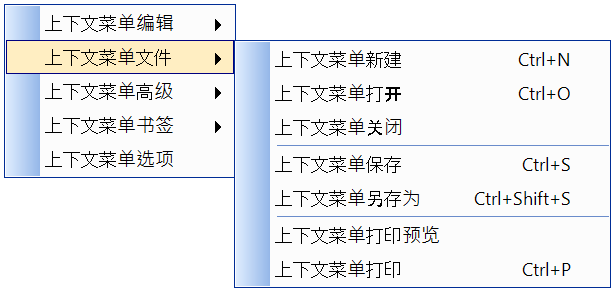 上下文菜单编辑
上下文菜单文件
上下文菜单高级
上下文菜单书签
上下文菜单选项
上下文菜单新建 Ctrl+N
上下文菜单打开 Ctrl+O
上下文菜单关闭
上下文菜单保存 Ctrl+S
上下文菜单另存为 Ctrl+Shift+S
上下文菜单打印预览
上下文菜单打印 Ctrl+P